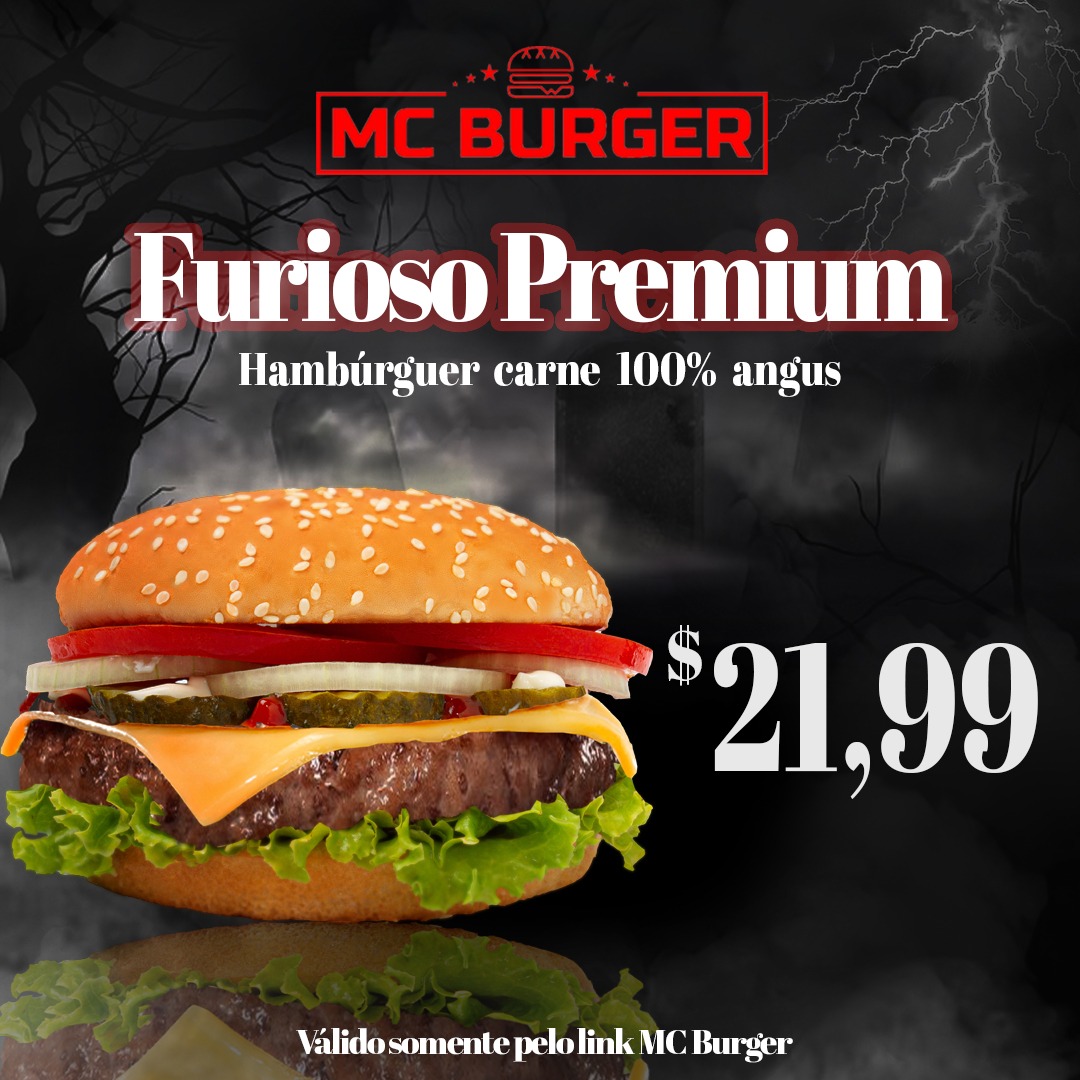 MC BURGER
Furioso Premium
Hambúrguer carne 100% angus
$21,99
Válido somente pelo link MC Burger